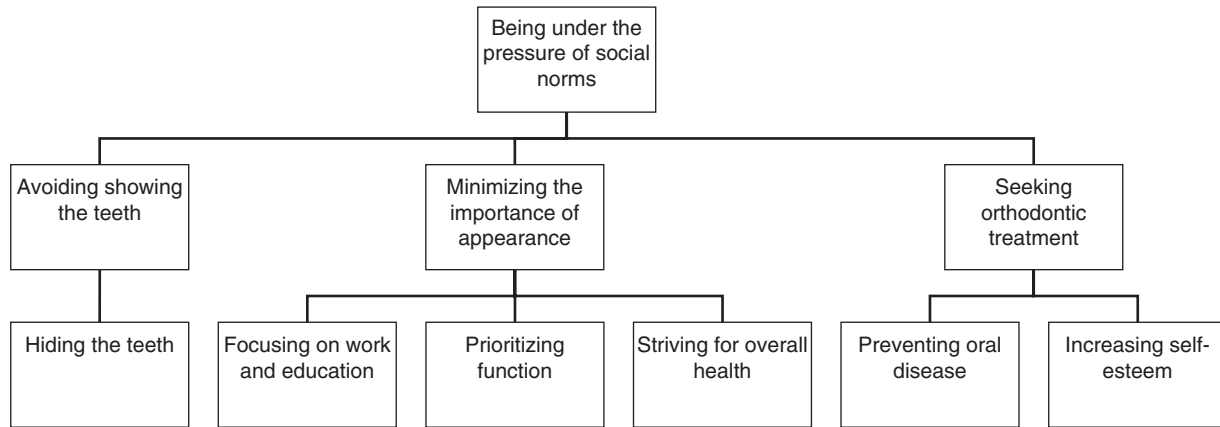 Being under the
pressure of social
norms
Avoiding showing
the teeth
Minimizing the
importance of
appearance
Seeking
orthodontic
treatment
Hiding the teeth
Focusing on work
and education
Prioritizing
function
Striving for overall
health
Preventing oral
disease
Increasing self-
esteem